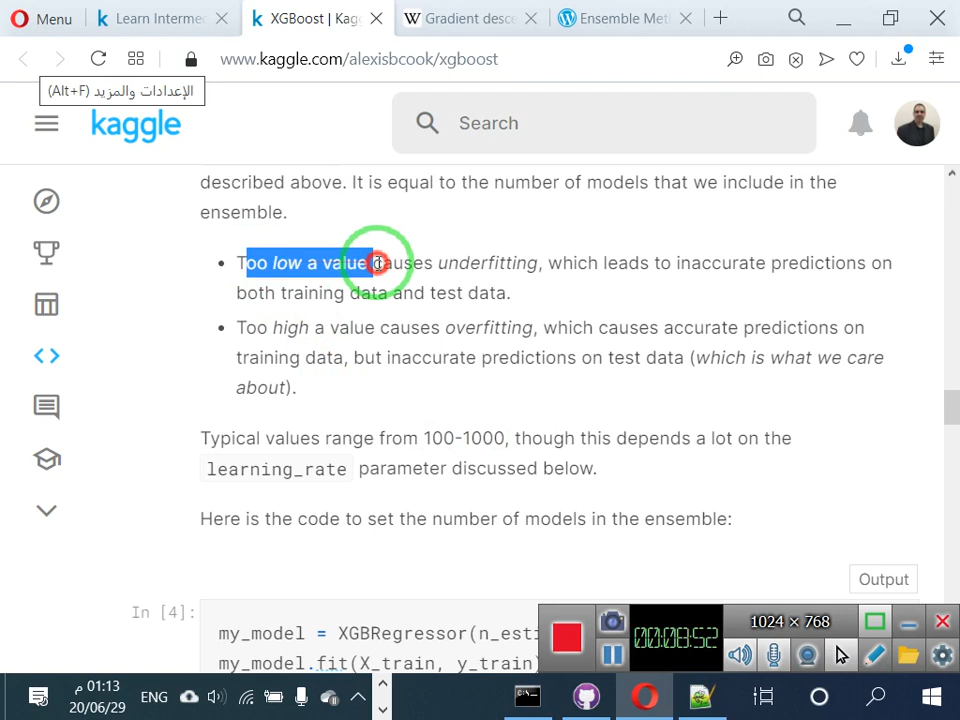 Menu
Learn Interme
XGBoost | Kag
Gradient desc
Ensemble Met
www.kaggle.com/alexisbcook/xgboost
الإعدادات والمزيد (Alt+F)
kaggle
Search
described above. It is equal to the number of models that we include in the
ensemble.
• Too low a value causes underfitting, which leads to inaccurate predictions on
both training data and test data.
• Too high a value causes overfitting, which causes accurate predictions on
training data, but inaccurate predictions on test data (which is what we care
about).
Typical values range from 100-1000, though this depends a lot on the
learning_rate parameter discussed below.
Here is the code to set the number of models in the ensemble:
Output
In [4]:
my_model = XGBRegressor(n_esti
my_model.fit(X_train, y_train)
00:03:52
1024 × 768
01:13 م
ENG
20/06/29